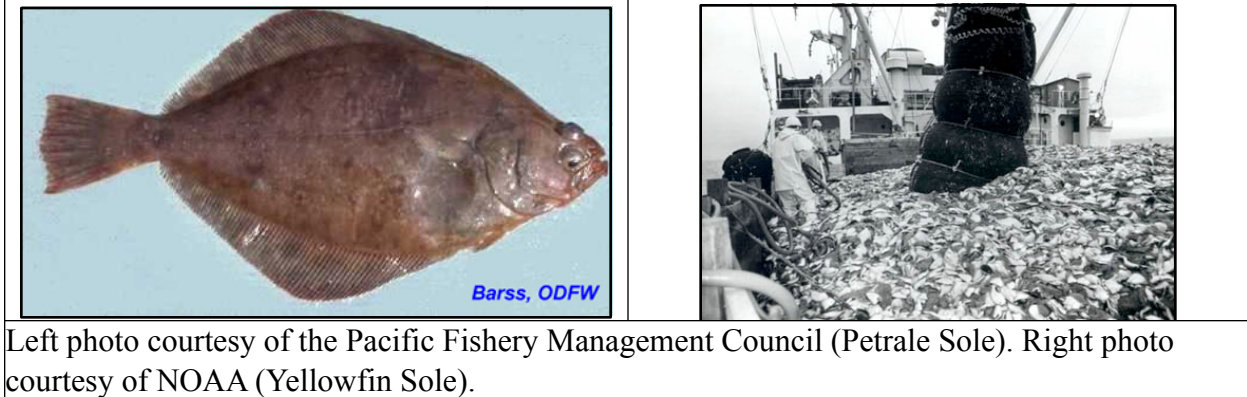 Barss, ODFW
Left photo courtesy of the Pacific Fishery Management Council (Petrale Sole). Right photo
courtesy of NOAA (Yellowfin Sole).